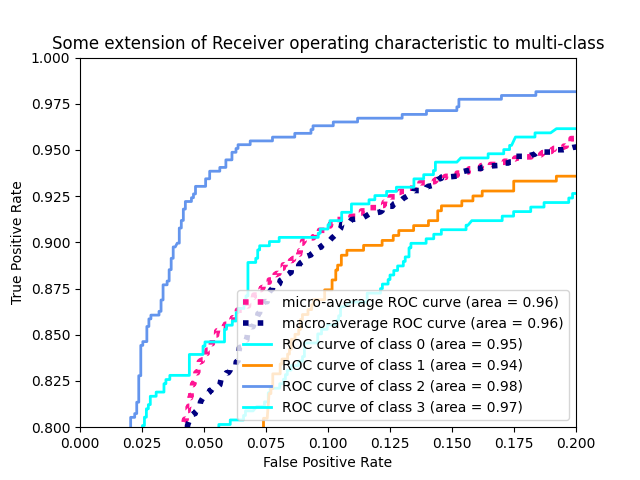 Some extension of Receiver operating characteristic to multi-class
1.000
0.975
0.950
0.925
0.900
0.875
0.850
0.825
0.800
True Positive Rate
micro-average ROC curve (area = 0.96)
macro-average ROC curve (area = 0.96)
ROC curve of class 0 (area = 0.95)
ROC curve of class 1 (area = 0.94)
ROC curve of class 2 (area = 0.98)
ROC curve of class 3 (area = 0.97)
0.000 0.025 0.050 0.075 0.100 0.125 0.150 0.175 0.200
False Positive Rate